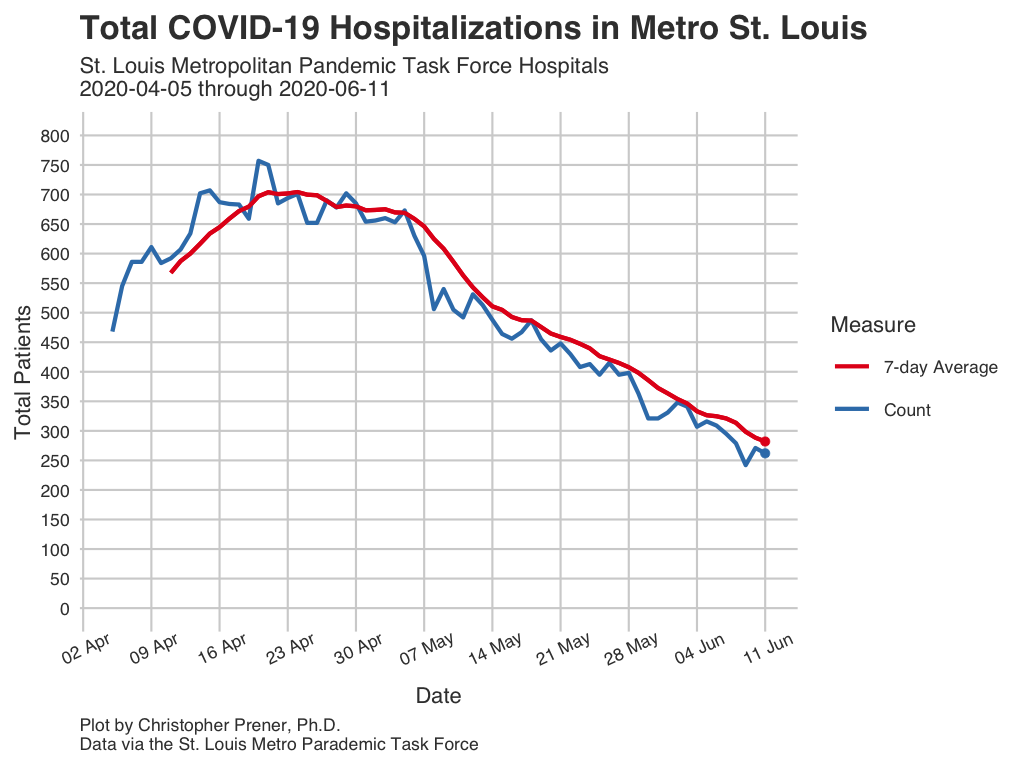 Total COVID-19 Hospitalizations in Metro St. Louis
St. Louis Metropolitan Pandemic Task Force Hospitals
2020-04-05 through 2020-06-11
Total Patients
800
750
700
650
600
550
500
450
400
350
300
250
200
150
100
50
0
02 Apr
09 Apr
16 Apr
23 Apr
30 Apr
07 May
14 May
21 May
28 May
04 Jun
11 Jun
Date
Measure
7-day Average
Count
Plot by Christopher Prener, Ph.D.
Data via the St. Louis Metro Parademic Task Force